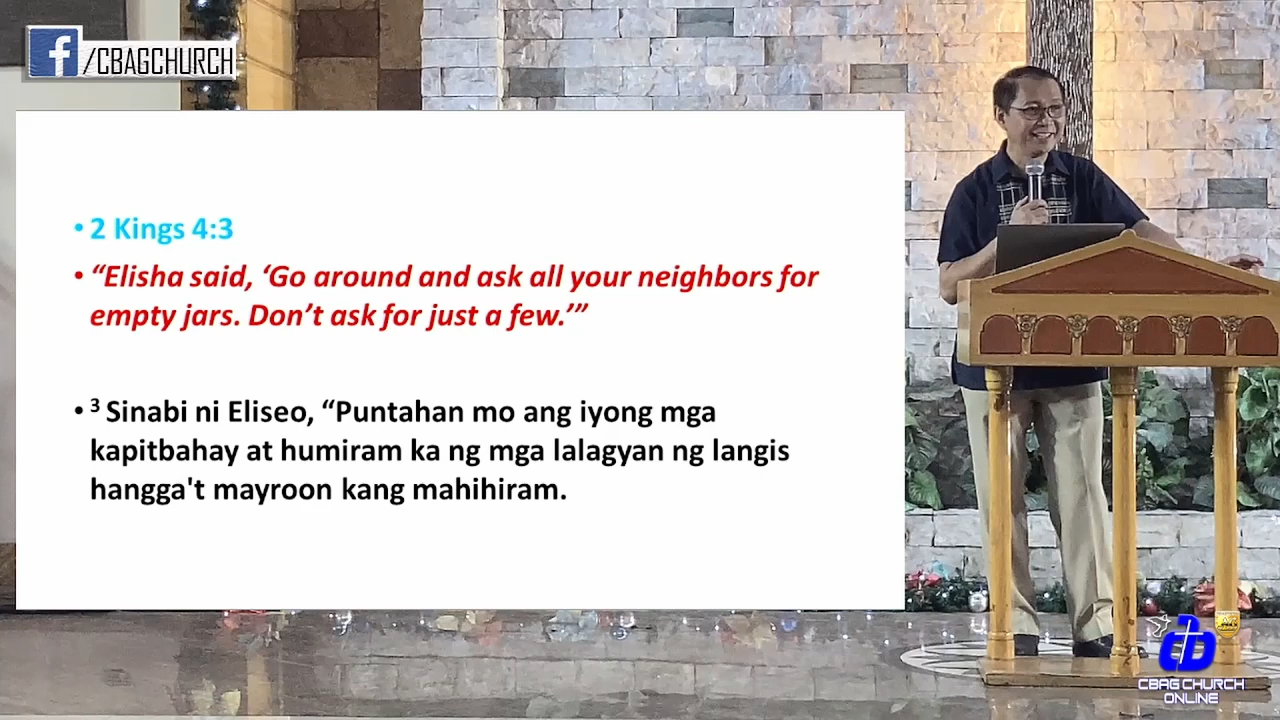 f/CBAGCHURCH
• 2 Kings 4:3
• “Elisha said, ‘Go around and ask all your neighbors for
empty jars. Don’t ask for just a few.’”
• 3 Sinabi ni Eliseo, “Puntahan mo ang iyong mga
kapitbahay at humiram ka ng mga lalagyan ng langis
hangga't mayroon kang mahihiram.
CBAG CHURCH
ONLINE